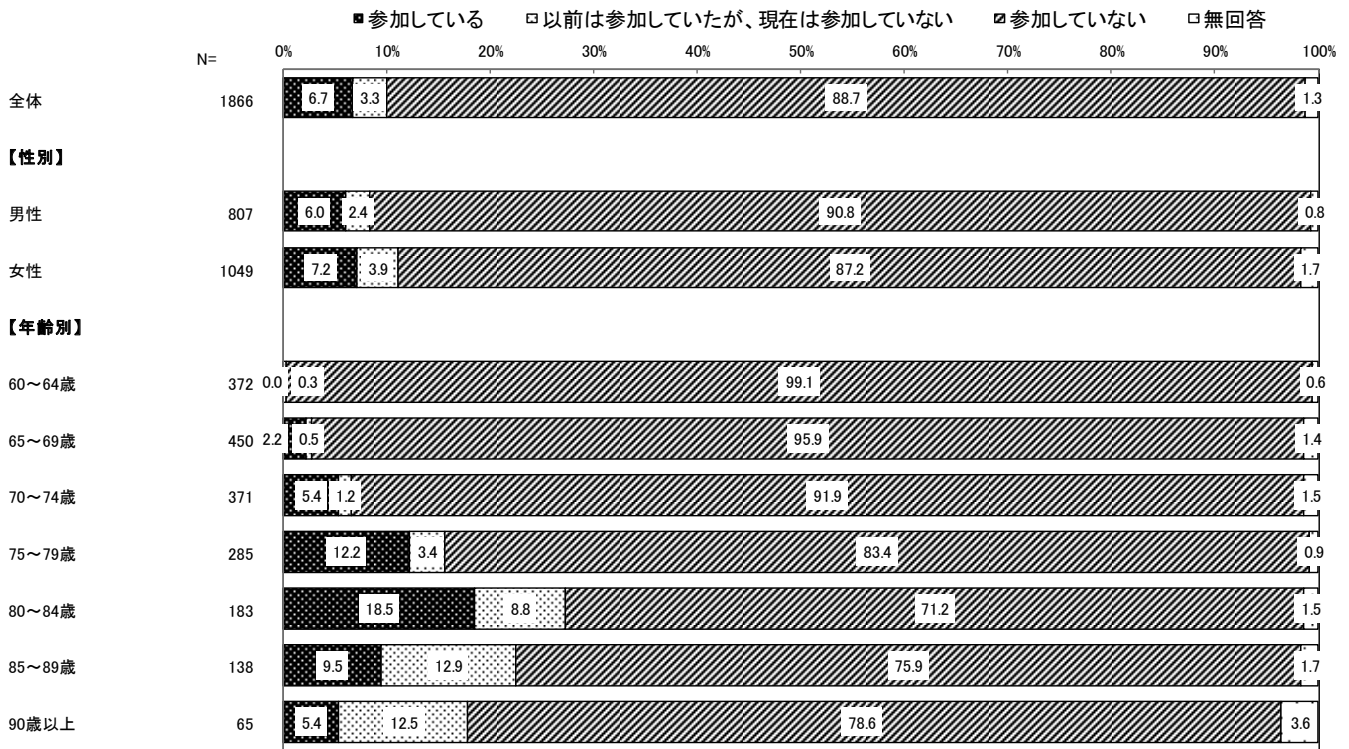 参加している 以前は参加していたが、現在は参加していない 参加していない 無回答
N= 0% 10% 20% 30% 40% 50% 60% 70% 80% 90% 100%
全体 1866 6.7 3.3 88.7 1.3
【性別】
男性 807 6.0 2.4 90.8 0.8
女性 1049 7.2 3.9 87.2 1.7
【年齢別】
60～64歳 372 0.0 0.3 99.1 0.6
65～69歳 450 2.2 0.5 95.9 1.4
70～74歳 371 5.4 1.2 91.9 1.5
75～79歳 285 12.2 3.4 83.4 0.9
80～84歳 183 18.5 8.8 71.2 1.5
85～89歳 138 9.5 12.9 75.9 1.7
90歳以上 65 5.4 12.5 78.6 3.6